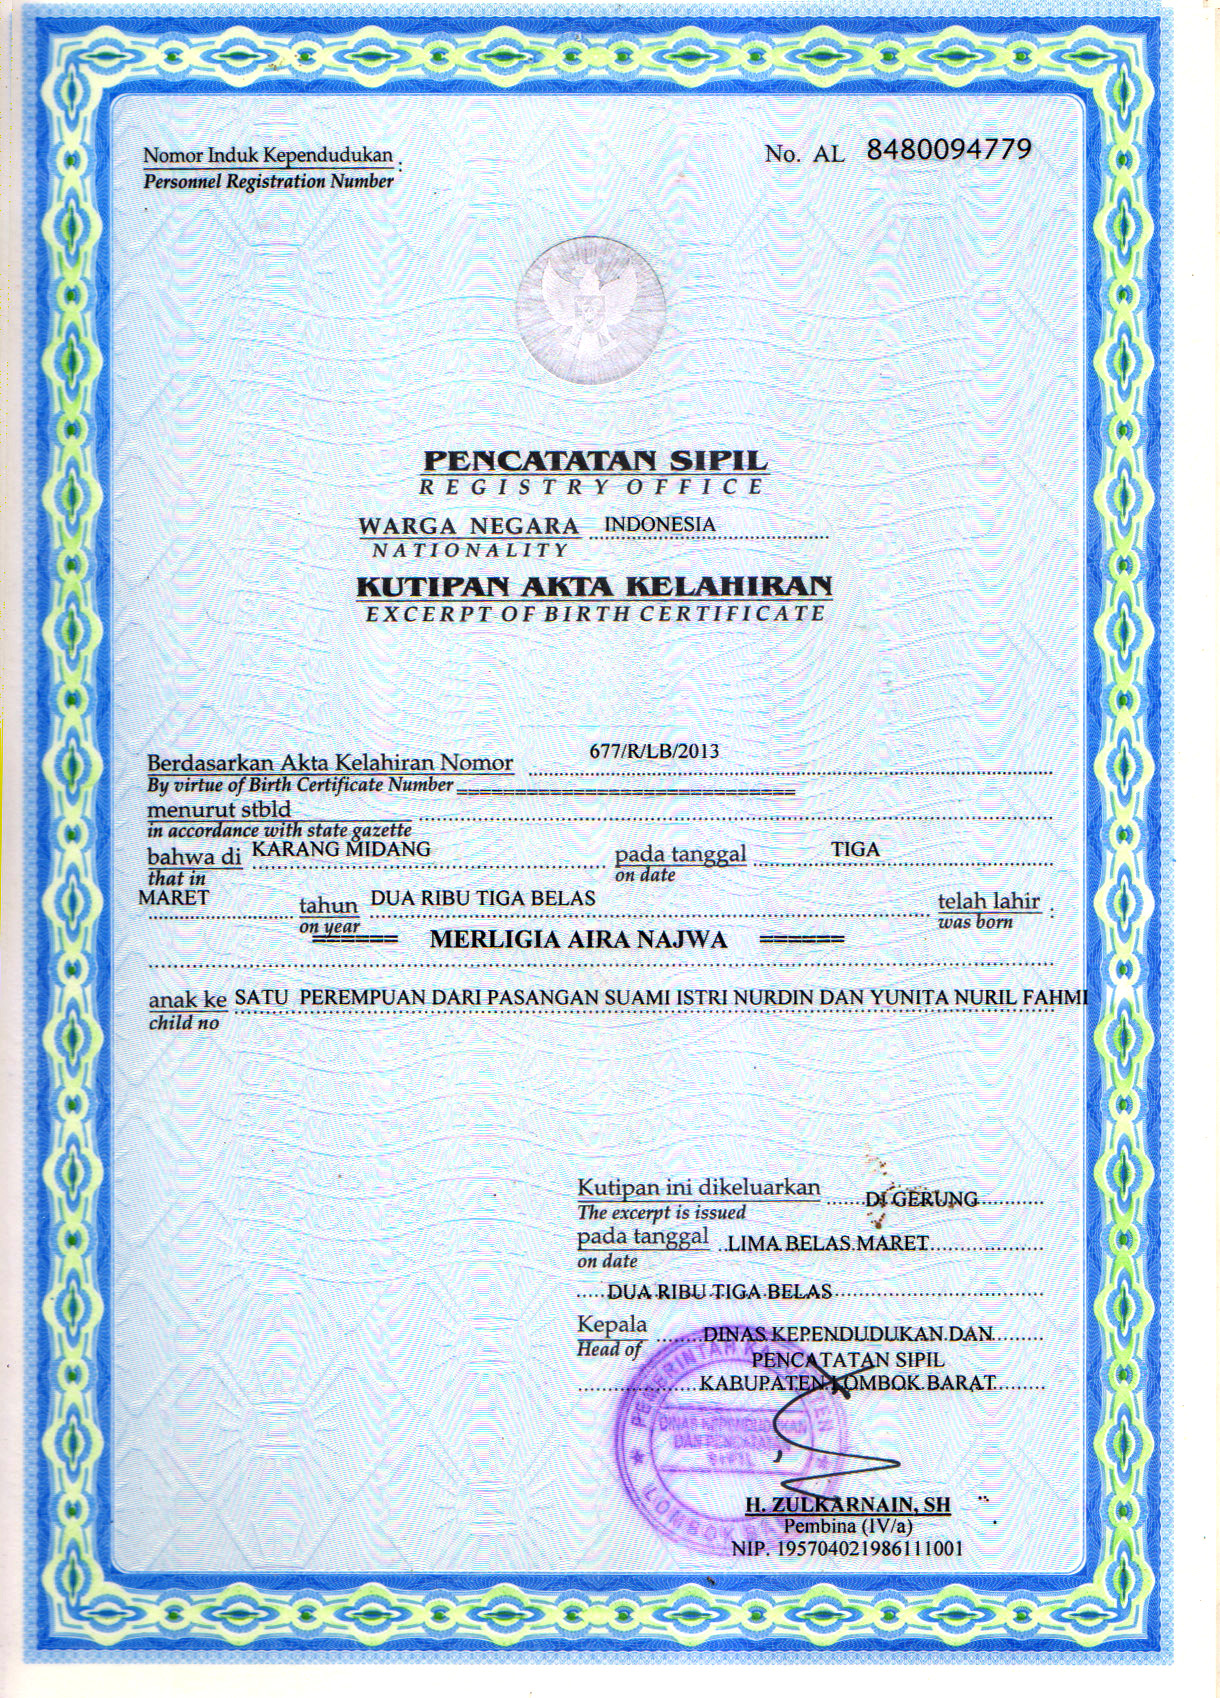 Nomor Induk Kependudukan :
Personnel Registration Number
No. AL 8480094779
PENCATATAN SIPIL
REGISTRY OFFICE
WARGA NEGARA INDONESIA
NATIONALITY
KUTIPAN AKTA KELAHIRAN
EXCERPT OF BIRTH CERTIFICATE
677/R/LB/2013
Berdasarkan Akta Kelahiran Nomor
By virtue of Birth Certificate Number =============================
menurut stbld
in accordance with state gazette
bahwa di KARANG MIDANG pada tanggal TIGA
that in on date
MARET tahun DUA RIBU TIGA BELAS telah lahir :
on year was born
====== MERLIGIA AIRA NAJWA ======
anak ke SATU PEREMPUAN DARI PASANGAN SUAMI ISTRI NURDIN DAN YUNITA NURIL FAHMI
child no
Kutipan ini dikeluarkan DI GERUNG
The excerpt is issued
pada tanggal LIMA BELAS MARET
on date
DUA RIBU TIGA BELAS
Kepala DINAS KEPENDUDUKAN DAN
Head of
PENCATATAN SIPIL
KABUPATEN LOMBOK BARAT
PEMERINTAH KABUPATEN
DINAS KEPENDUDUKAN
DAN PENCATATAN
SIPIL
LOMBOK BARAT
H. ZULKARNAIN, SH
Pembina (IV/a)
NIP. 195704021986111001